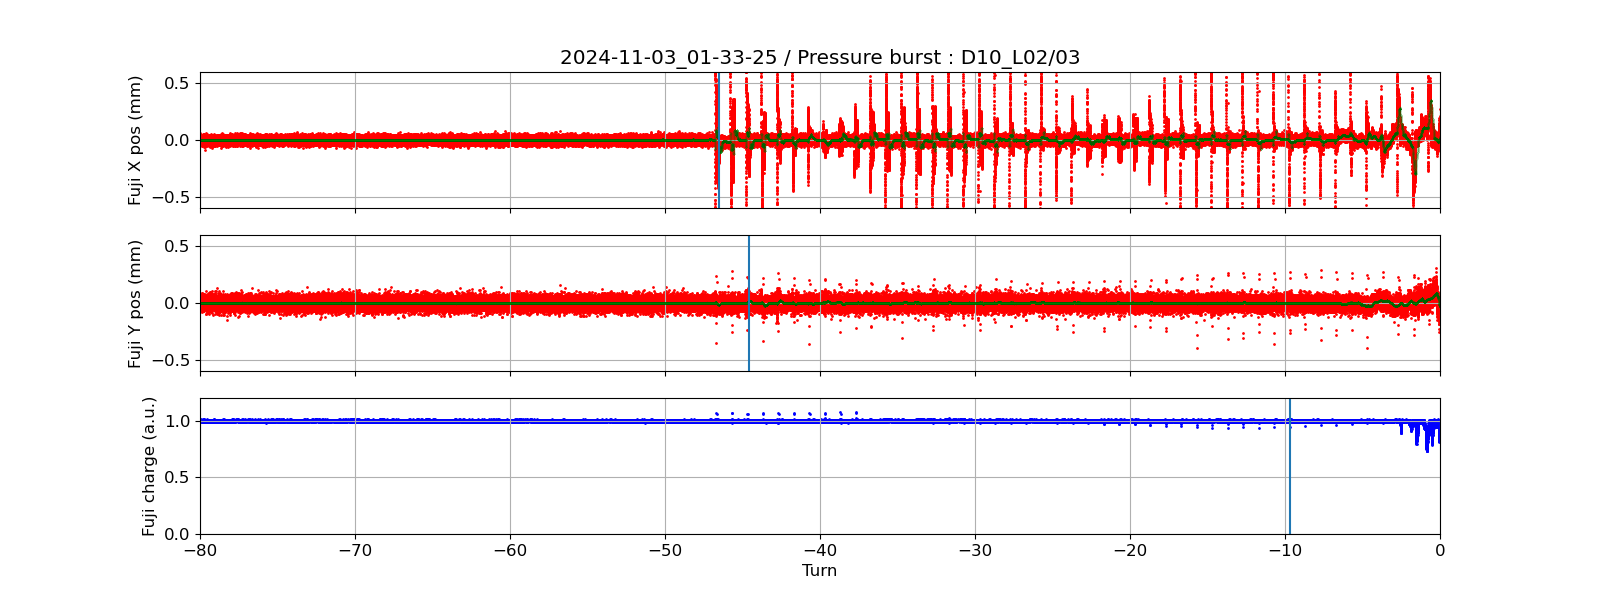 2024-11-03_01-33-25 / Pressure burst : D10_L02/03
Fuji X pos (mm)
0.5
0.0
−0.5
Fuji Y pos (mm)
0.5
0.0
−0.5
Fuji charge (a.u.)
1.0
0.5
0.0
−80 −70 −60 −50 −40 −30 −20 −10 0
Turn